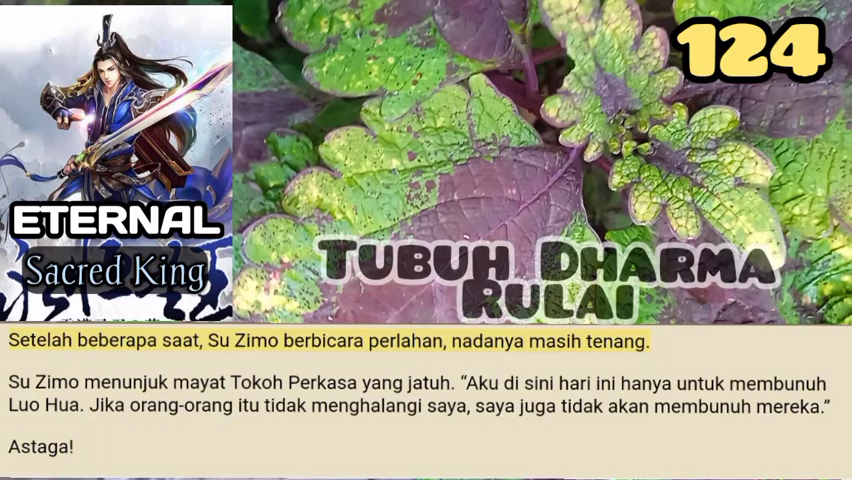 124
ETERNAL
Sacred King
TUBUH DHARMA
RULAI
Setelah beberapa saat, Su Zimo berbicara perlahan, nadanya masih tenang.
Su Zimo menunjuk mayat Tokoh Perkasa yang jatuh. “Aku di sini hari ini hanya untuk membunuh
Luo Hua. Jika orang-orang itu tidak menghalangi saya, saya juga tidak akan membunuh mereka.”
Astaga!